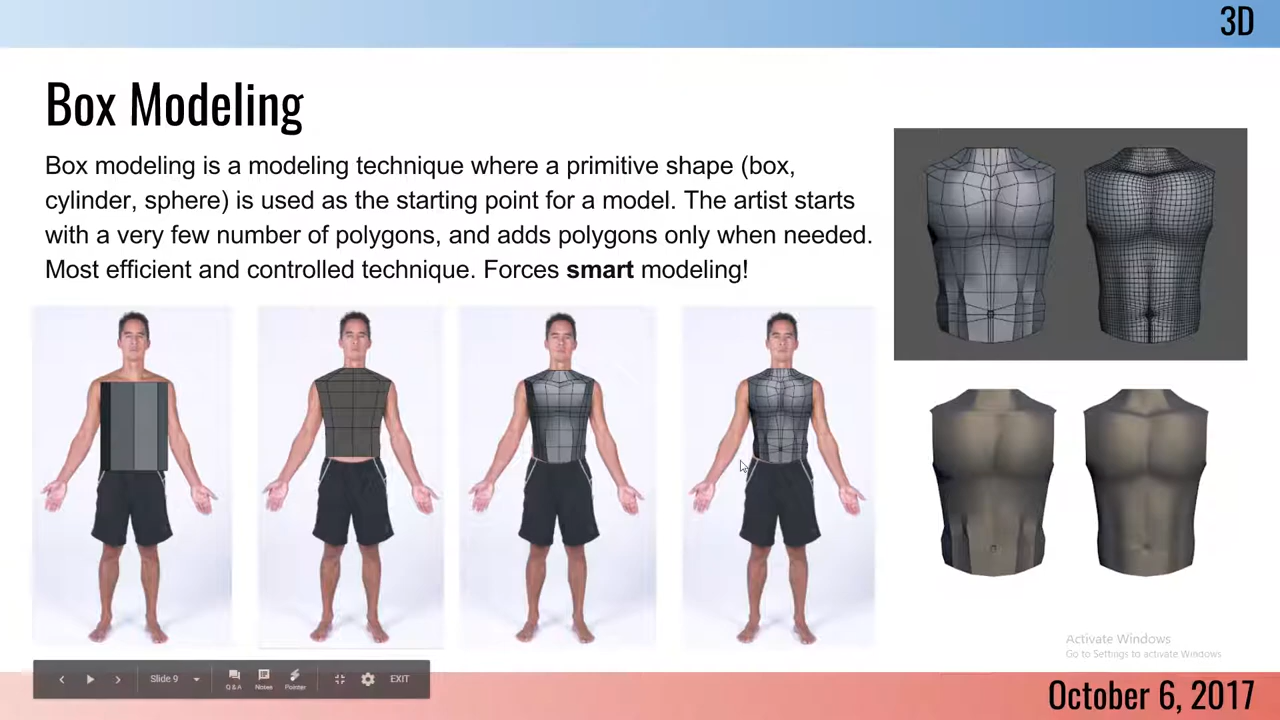 3D
Box Modeling
Box modeling is a modeling technique where a primitive shape (box,
cylinder, sphere) is used as the starting point for a model. The artist starts
with a very few number of polygons, and adds polygons only when needed.
Most efficient and controlled technique. Forces smart modeling!
Activate Windows
Go to Settings to activate Windows.
Slide 9
Q & A
Notes
Pointer
EXIT
October 6, 2017